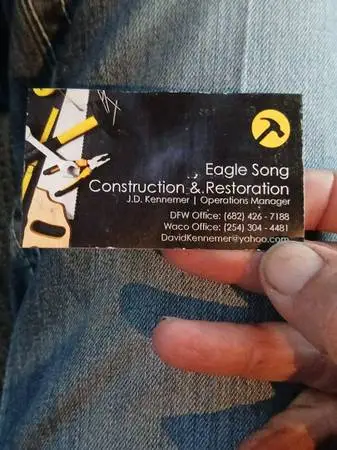 Eagle Song
Construction & Restoration
J.D. Kennemer | Operations Manager
DFW Office: (682) 426 - 7188
Waco Office: (254) 304 - 4481
DavidKennemer@yahoo.com